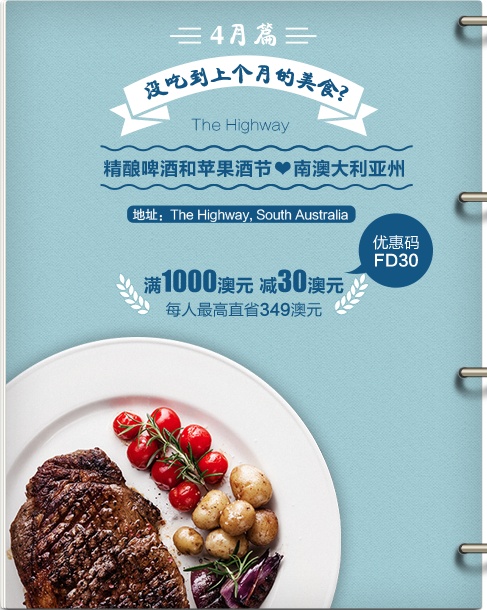 4月篇
没吃到上个月的美食?
The Highway
精酿啤酒和苹果酒节❤南澳大利亚州
地址：The Highway, South Australia
优惠码
FD30
满1000澳元 减30澳元
每人最高直省349澳元